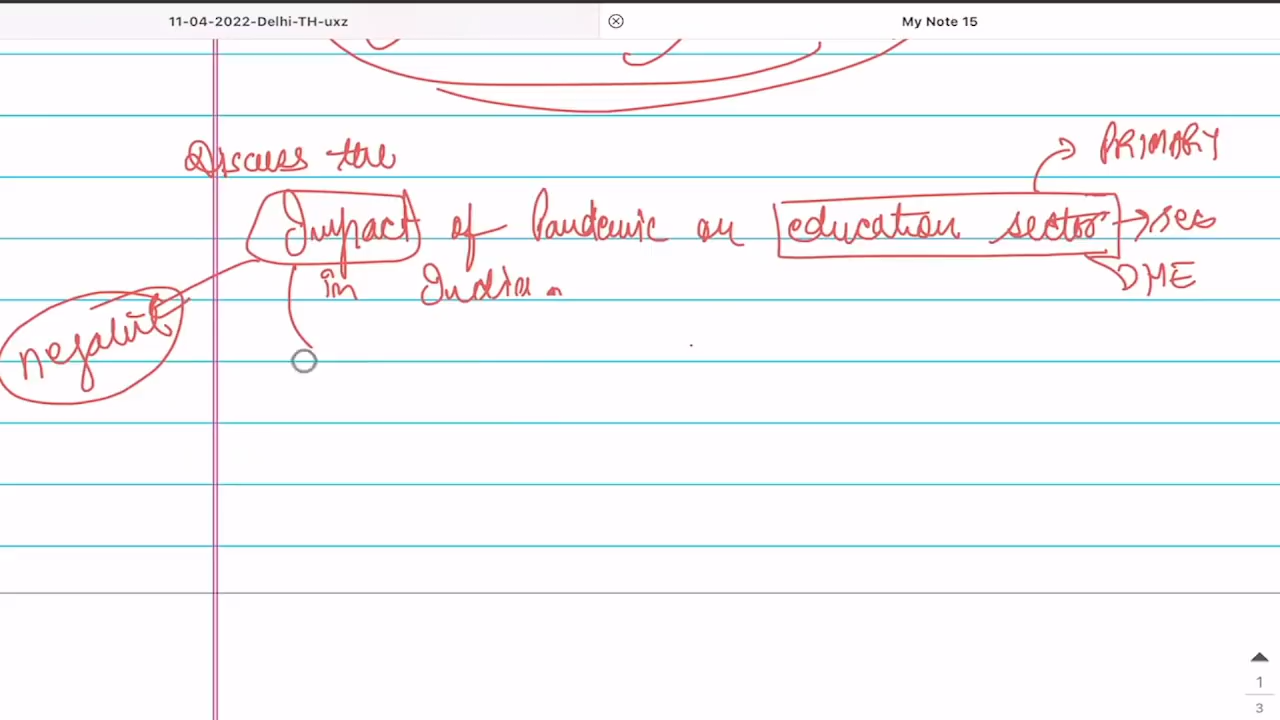 11-04-2022-Delhi-TH-uxz
My Note 15
Discuss the
PRIMARY
Impact of Pandemic on education sector → sec
in India.
negative
1
3